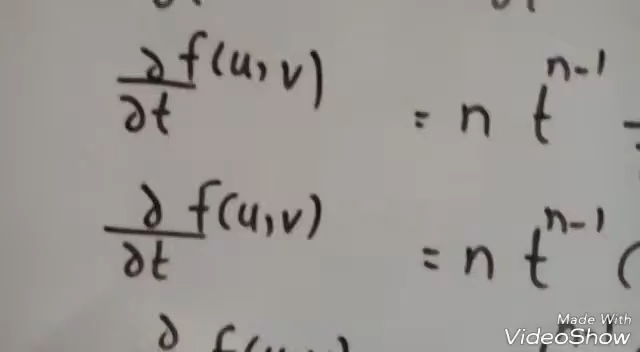 ∂f(u,v)/∂t = n t^{n-1}
∂/∂t f(u,v) = n t^{n-1} (
∂ f(u,v)
Made With
VideoShow